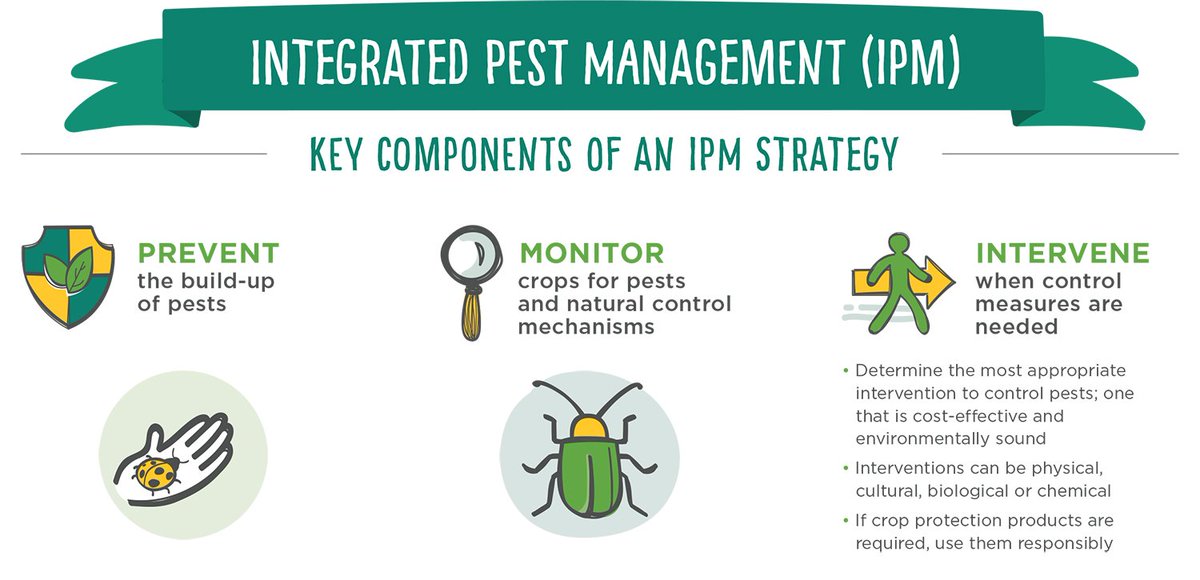 INTEGRATED PEST MANAGEMENT (IPM)
KEY COMPONENTS OF AN IPM STRATEGY
PREVENT
the build-up
of pests
MONITOR
crops for pests
and natural control
mechanisms
INTERVENE
when control
measures are
needed
• Determine the most appropriate
intervention to control pests; one
that is cost-effective and
environmentally sound
• Interventions can be physical,
cultural, biological or chemical
• If crop protection products are
required, use them responsibly